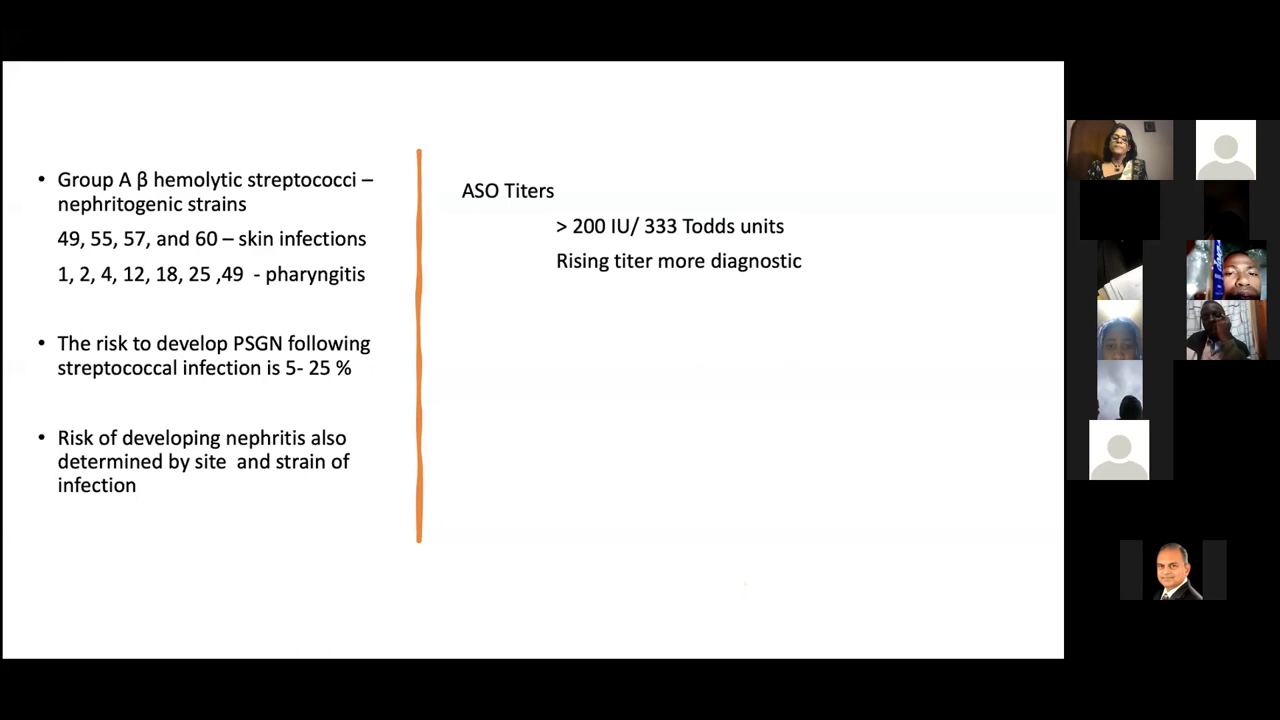 • Group A β hemolytic streptococci –
nephritogenic strains
49, 55, 57, and 60 – skin infections
1, 2, 4, 12, 18, 25 ,49  - pharyngitis
• The risk to develop PSGN following
streptococcal infection is 5- 25 %
• Risk of developing nephritis also
determined by site  and strain of
infection
ASO Titers
> 200 IU/ 333 Todds units
Rising titer more diagnostic